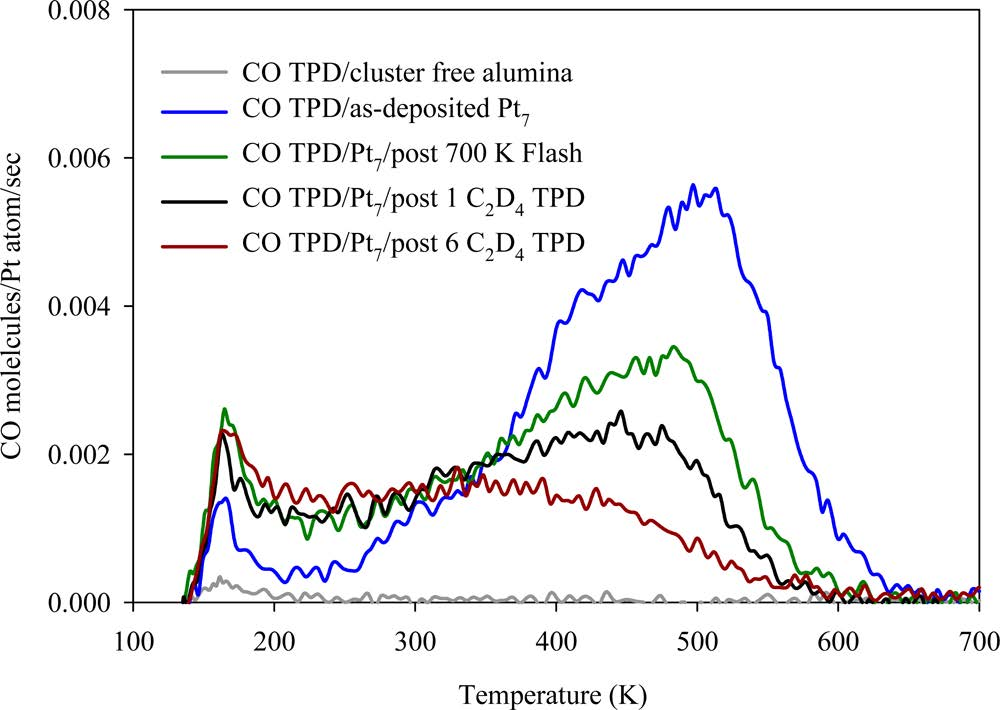 0.008
0.006
0.004
0.002
0.000
CO molelcules/Pt atom/sec
CO TPD/cluster free alumina
CO TPD/as-deposited Pt7
CO TPD/Pt7/post 700 K Flash
CO TPD/Pt7/post 1 C2D4 TPD
CO TPD/Pt7/post 6 C2D4 TPD
100 200 300 400 500 600 700
Temperature (K)